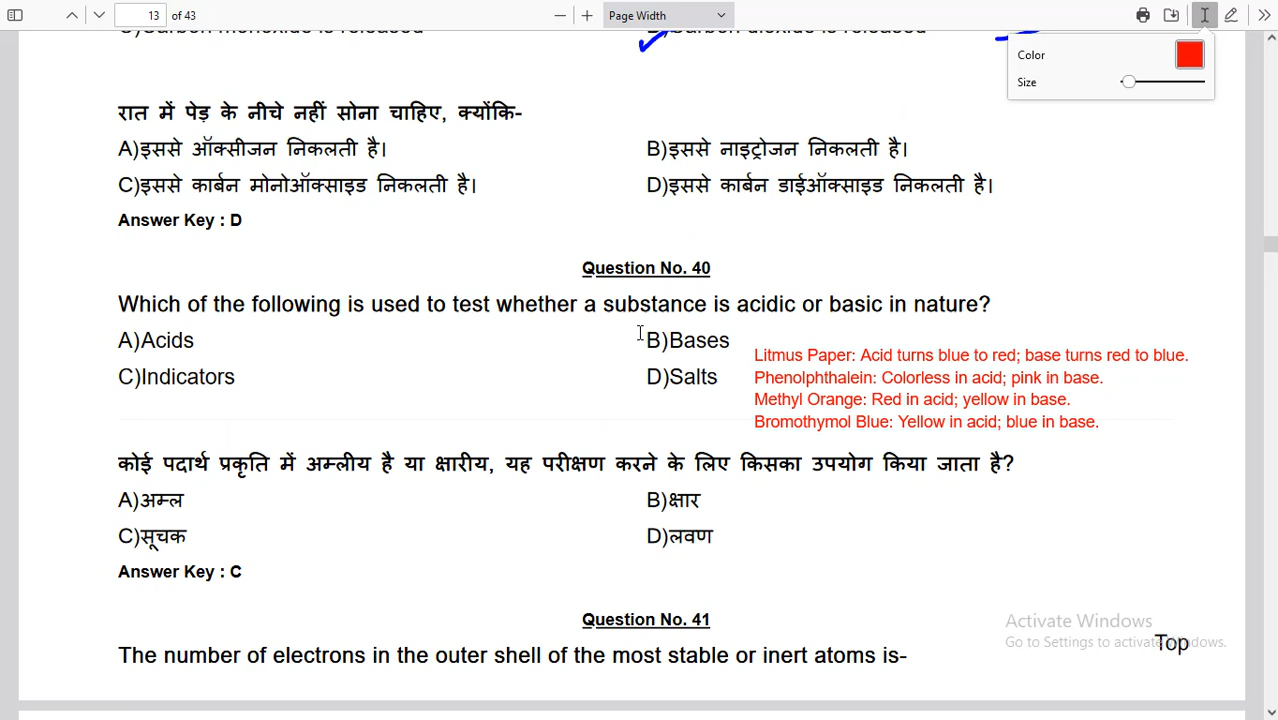 13 of 43
Page Width
Color
Size
रात में पेड़ के नीचे नहीं सोना चाहिए, क्योंकि-
A)इससे ऑक्सीजन निकलती है। B)इससे नाइट्रोजन निकलती है।
C)इससे कार्बन मोनोऑक्साइड निकलती है। D)इससे कार्बन डाईऑक्साइड निकलती है।
Answer Key : D
Question No. 40
Which of the following is used to test whether a substance is acidic or basic in nature?
A)Acids B)Bases
Litmus Paper: Acid turns blue to red; base turns red to blue.
C)Indicators D)Salts
Phenolphthalein: Colorless in acid; pink in base.
Methyl Orange: Red in acid; yellow in base.
Bromothymol Blue: Yellow in acid; blue in base.
कोई पदार्थ प्रकृति में अम्लीय है या क्षारीय, यह परीक्षण करने के लिए किसका उपयोग किया जाता है?
A)अम्ल B)क्षार
C)सूचक D)लवण
Answer Key : C
Question No. 41
Activate Windows
Go to Settings to activate Windows.
Top
The number of electrons in the outer shell of the most stable or inert atoms is-